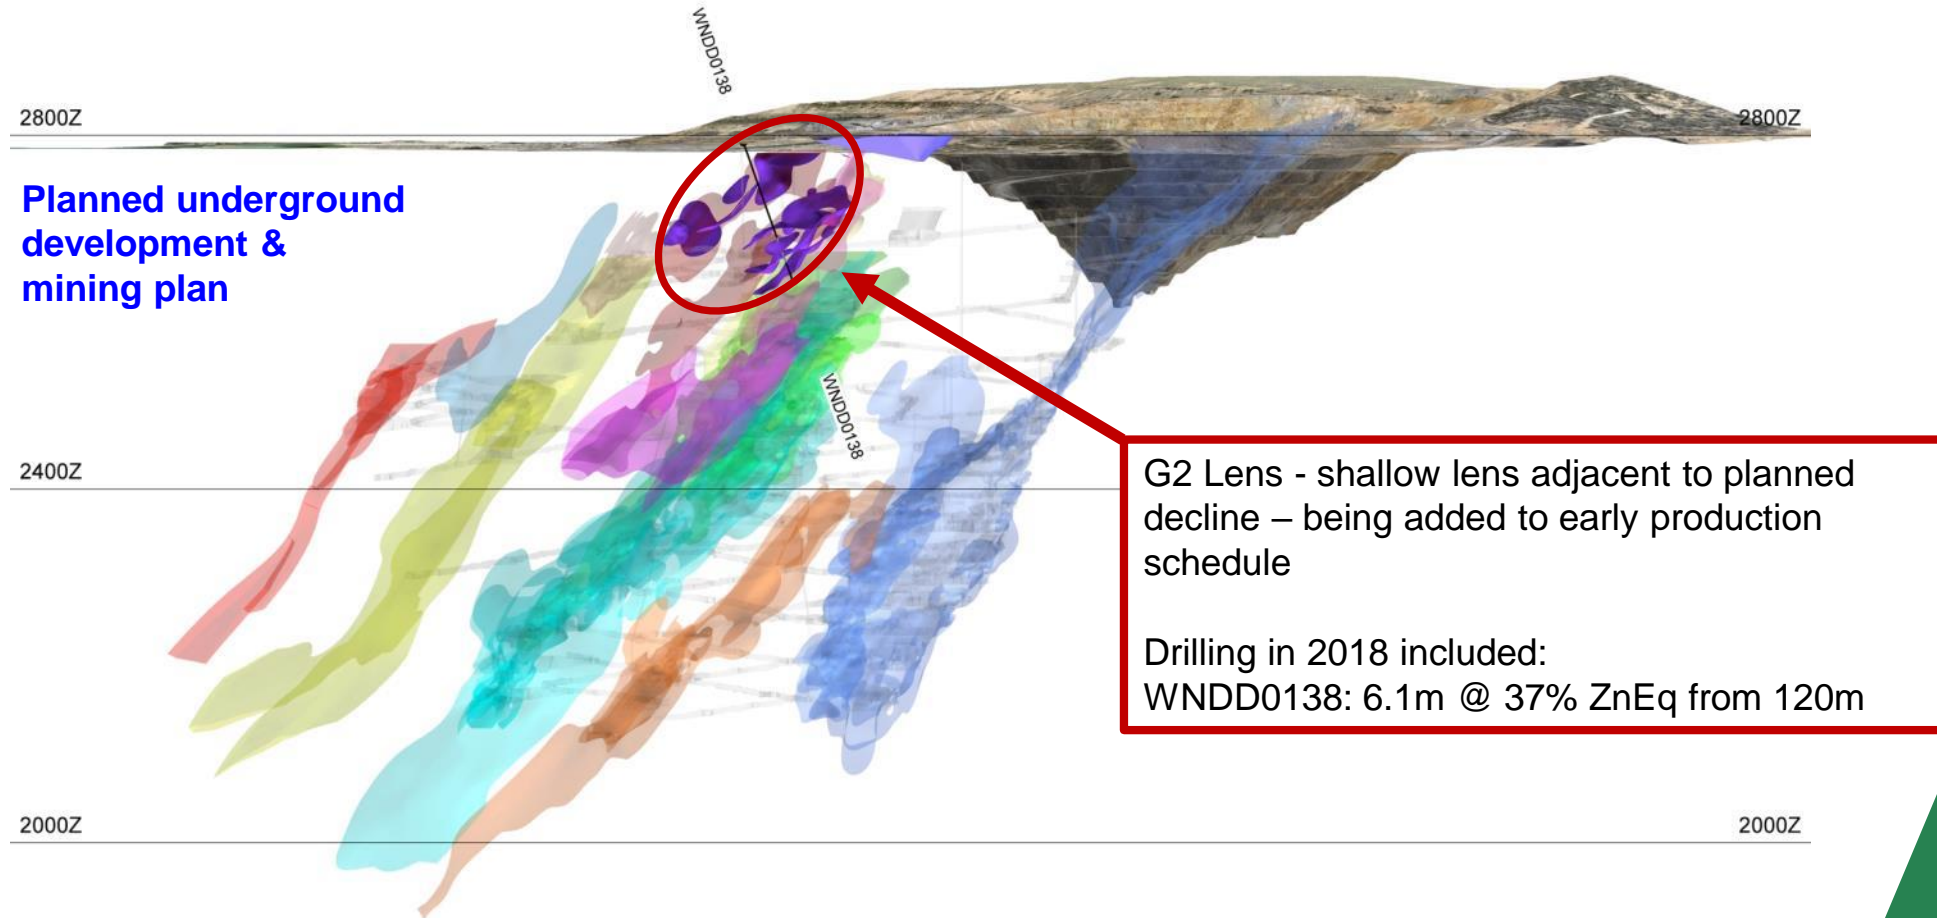 WNDD0138
2800Z
2800Z
Planned underground
development &
mining plan
WNDD0138
2400Z
G2 Lens - shallow lens adjacent to planned
decline – being added to early production
schedule
Drilling in 2018 included:
WNDD0138: 6.1m @ 37% ZnEq from 120m
2000Z
2000Z